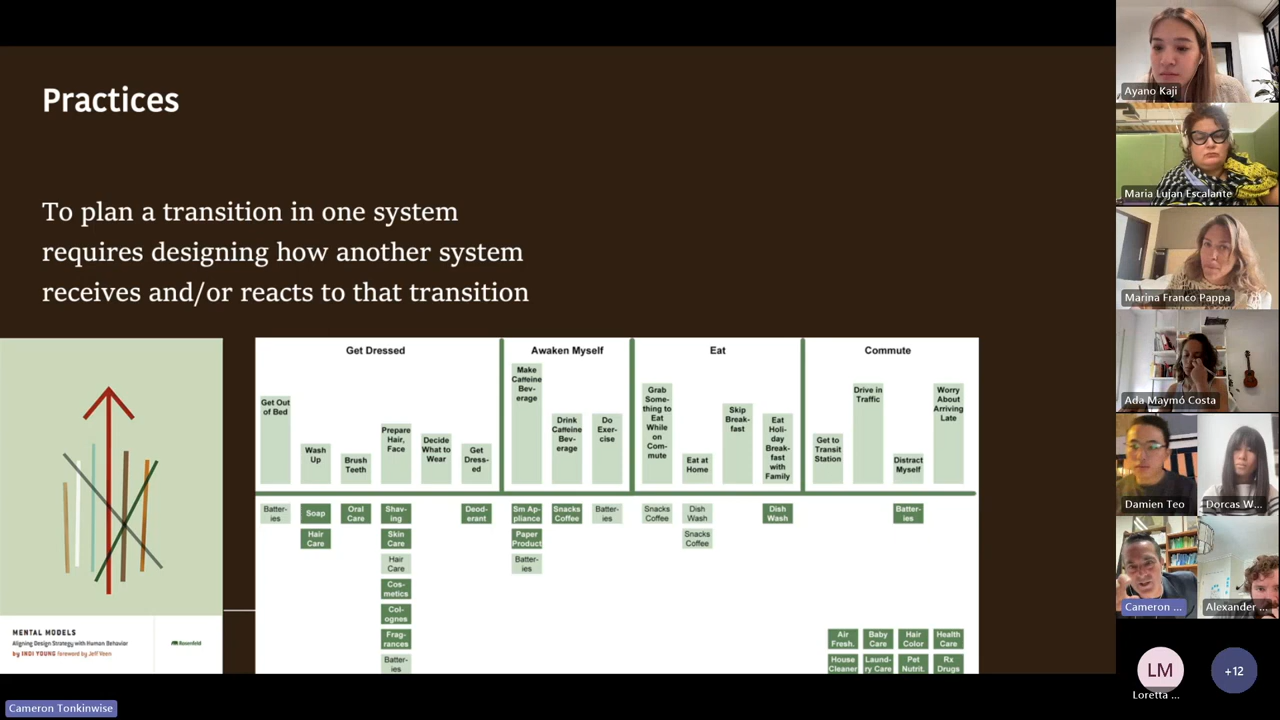 Practices
To plan a transition in one system
requires designing how another system
receives and/or reacts to that transition
MENTAL MODELS
Aligning Design Strategy with Human Behavior
by INDI YOUNG Foreword by Jeff Veen
Rosenfeld
Get Dressed
Awaken Myself
Eat
Commute
Get Out
of Bed
Wash
Up
Brush
Teeth
Prepare
Hair,
Face
Decide
What to
Wear
Get
Dress-
ed
Make
Caffeine
Bev-
erage
Drink
Caffeine
Bev-
erage
Do
Exer-
cise
Grab
Some-
thing to
Eat
While
on
Com-
mute
Eat at
Home
Skip
Break-
fast
Eat
Holi-
day
Break-
fast
with
Family
Get to
Transit
Station
Drive in
Traffic
Distract
Myself
Worry
About
Arriving
Late
Batter-
ies
Soap
Oral
Care
Shav-
ing
Deod-
erant
Sm Ap-
pliance
Snacks
Coffee
Batter-
ies
Snacks
Coffee
Dish
Wash
Dish
Wash
Batter-
ies
Hair
Care
Skin
Care
Paper
Product
Snacks
Coffee
Hair
Care
Batter-
ies
Cos-
metics
Col-
ognes
Frag-
rances
Batter-
ies
Air
Fresh.
Baby
Care
Hair
Color
Health
Care
House
Cleaner
Laund-
ry Care
Pet
Nutrit.
Rx
Drugs
Ayano Kaji
Maria Lujan Escalante
Marina Franco Pappa
Ada Maymó Costa
Damien Teo
Dorcas W...
Cameron ...
Alexander ...
LM
Loretta ...
+12
Cameron Tonkinwise